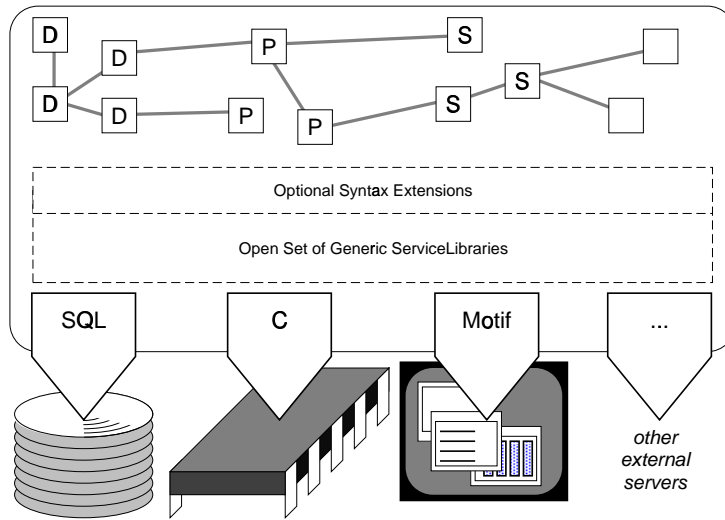 D
S
P
D
D
S
S
D
P
P
Optional Syntax Extensions
Open Set of Generic ServiceLibraries
SQL
C
Motif
...
other
external
servers